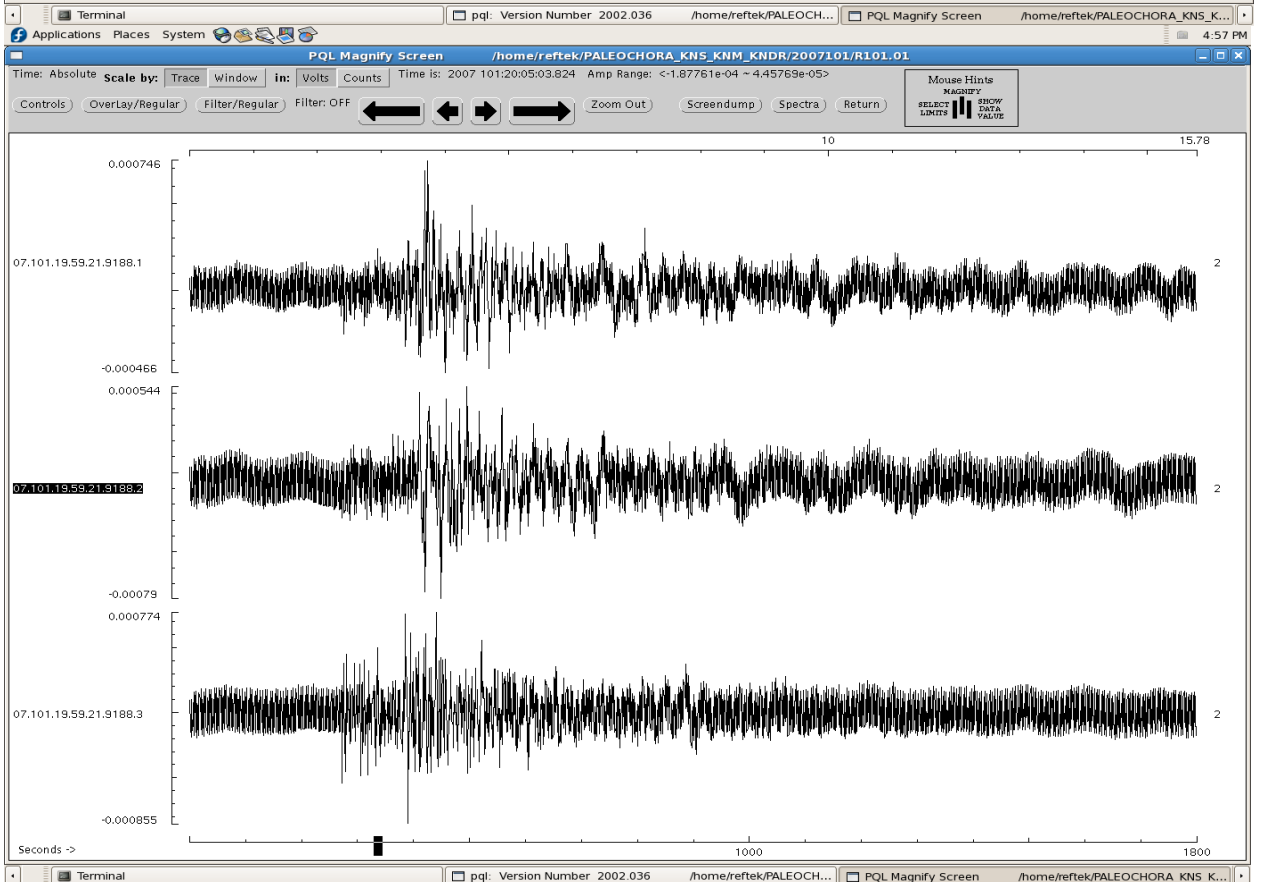 Terminal pql: Version Number 2002.036 /home/reftek/PALEOCH... PQL Magnify Screen /home/reftek/PALEOCHORA_KNS_K...
Applications Places System 4:57 PM
PQL Magnify Screen /home/reftek/PALEOCHORA_KNS_KNM_KNDR/2007101/R101.01
Time: Absolute Scale by: Trace Window in: Volts Counts Time is: 2007 101:20:05:03.824 Amp Range: <-1.87761e-04 ~ 4.45769e-05>
Controls OverLay/Regular Filter/Regular Filter: OFF Zoom Out Screendump Spectra Return
Mouse Hints
MAGNIFY
SELECT LIMITS
SHOW DATA VALUE
10 15.78
0.000746
07.101.19.59.21.9188.1 2
-0.000466
0.000544
07.101.19.59.21.9188.2 2
-0.00079
0.000774
07.101.19.59.21.9188.3 2
-0.000855
Seconds -> 1000 1800
Terminal pql: Version Number 2002.036 /home/reftek/PALEOCH... PQL Magnify Screen /home/reftek/PALEOCHORA_KNS_K...